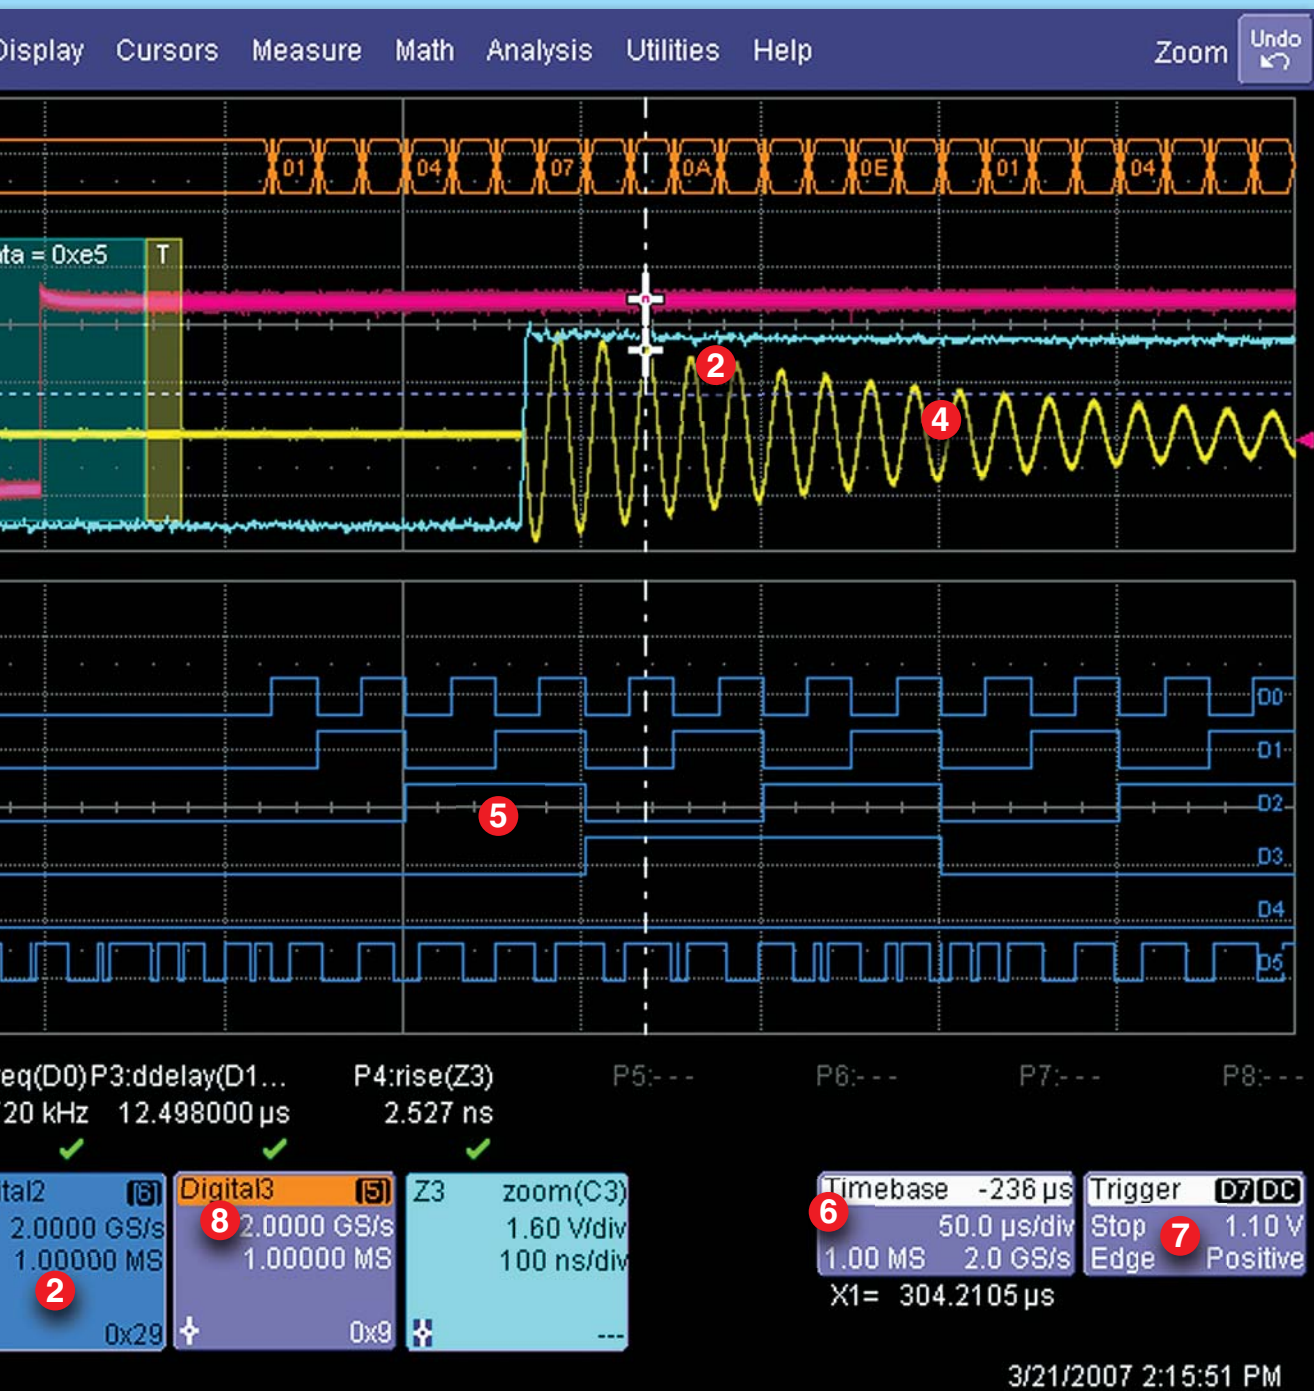 Display Cursors Measure Math Analysis Utilities Help Zoom Undo
01 04 07 0A 0E 01 04
ata = 0xe5 T
2
4
D0
D1
5
D2
D3
D4
D5
eq(D0) P3:ddelay(D1... P4:rise(Z3) P5:--- P6:--- P7:--- P8:---
20 kHz 12.498000 µs 2.527 ns
ital2 [6] Digital3 [5] Z3 zoom(C3) Timebase -236 µs Trigger D7 DC
2.0000 GS/s 8 2.0000 GS/s 1.60 V/div 6 50.0 µs/div Stop 7 1.10 V
1.00000 MS 1.00000 MS 100 ns/div 1.00 MS 2.0 GS/s Edge Positive
2
X1= 304.2105 µs
0x29 0x9 ---
3/21/2007 2:15:51 PM